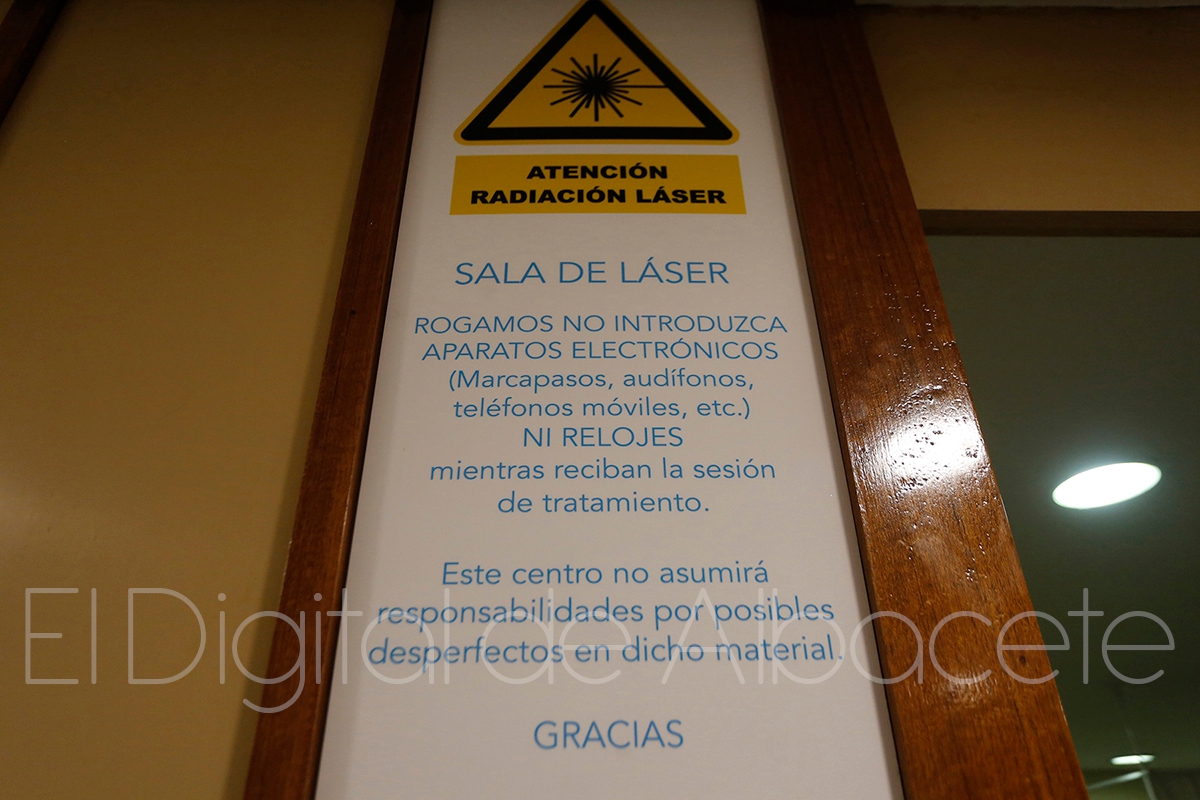 ATENCIÓN
RADIACIÓN LÁSER
SALA DE LÁSER
ROGAMOS NO INTRODUZCA
APARATOS ELECTRÓNICOS
(Marcapasos, audífonos,
teléfonos móviles, etc.)
NI RELOJES
mientras reciban la sesión
de tratamiento.
Este centro no asumirá
responsabilidades por posibles
desperfectos en dicho material.
El Digital de Albacete
GRACIAS